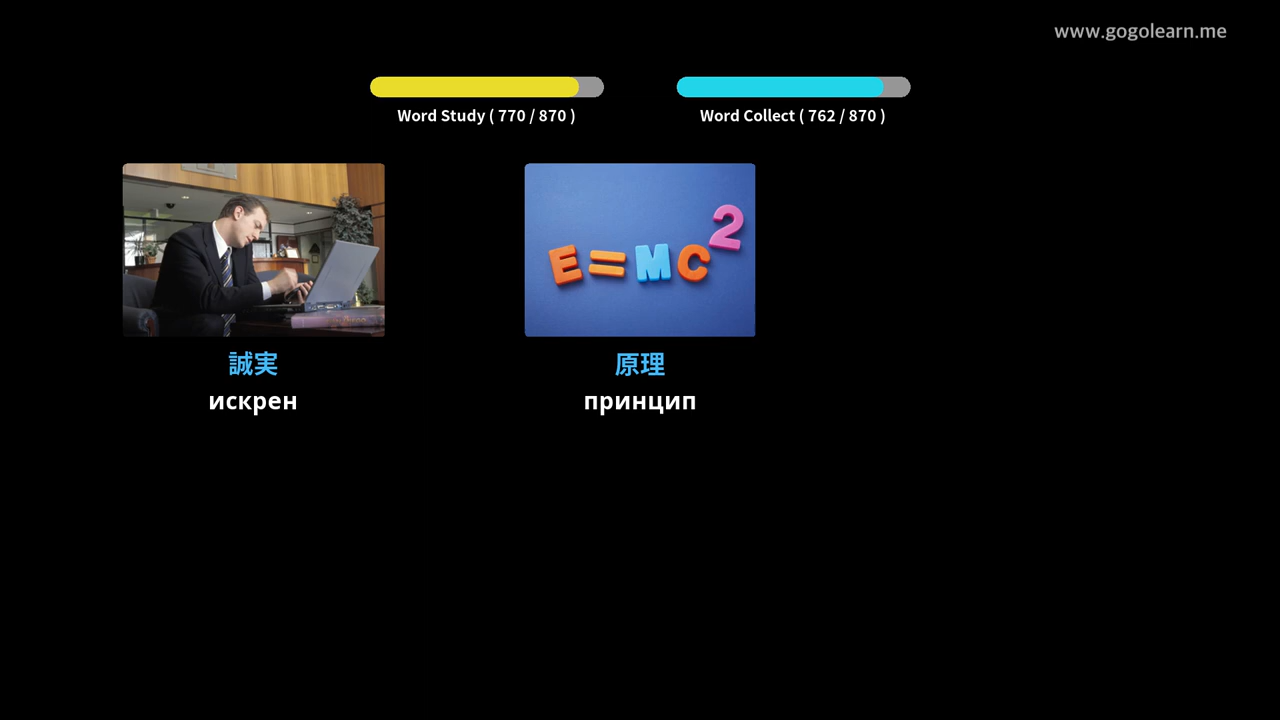 www.gogolearn.me
Word Study ( 770 / 870 )
Word Collect ( 762 / 870 )
E=MC2
誠実
искрен
原理
принцип